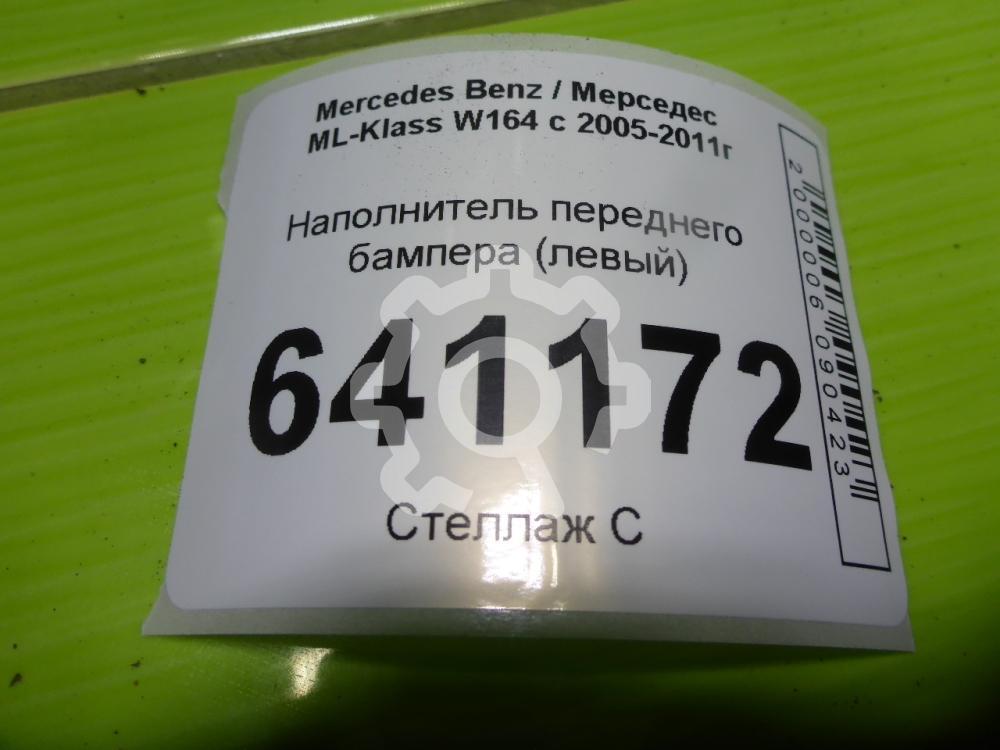 Mercedes Benz / Мерседес
ML-Klass W164 с 2005-2011г
Наполнитель переднего
бампера (левый)
641172
Стеллаж С
2000006090423